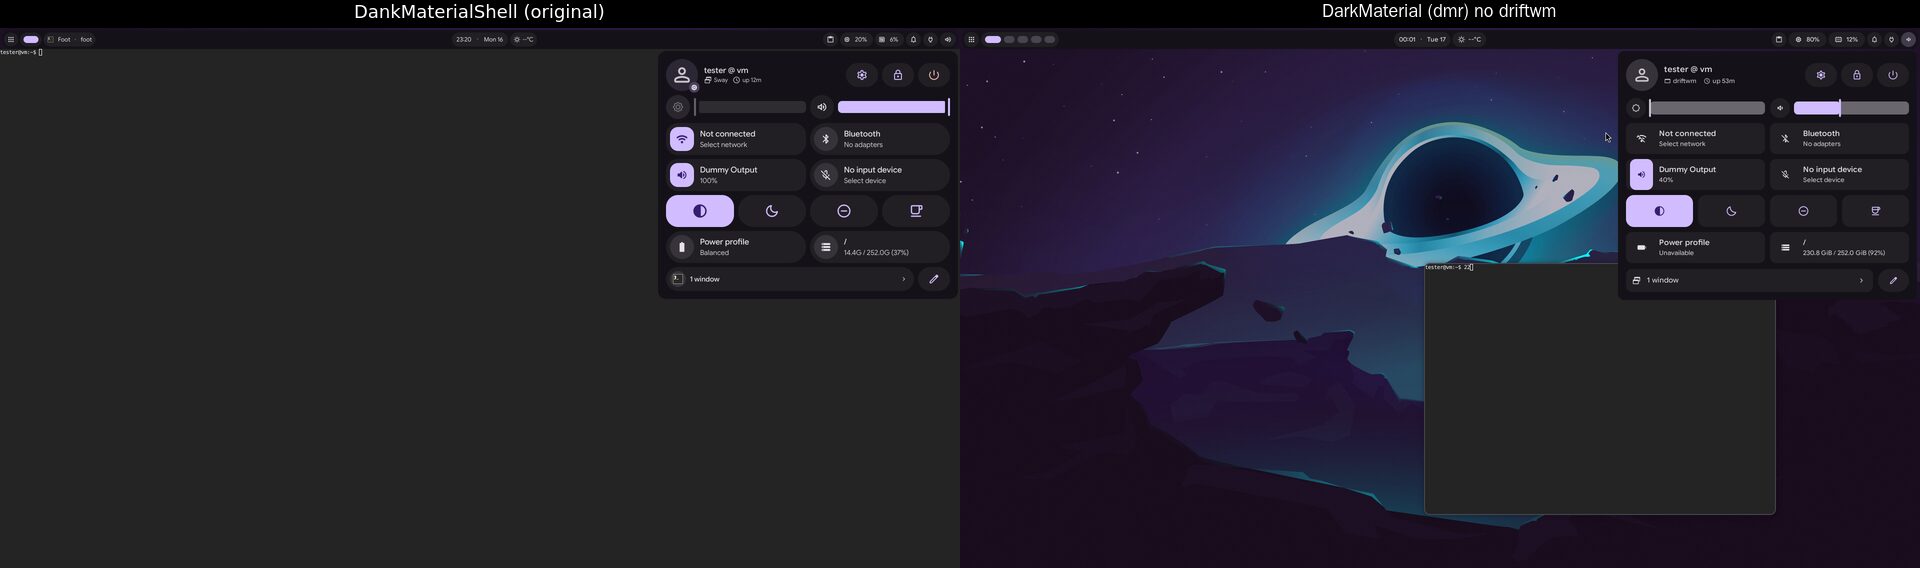 DankMaterialShell (original)
DarkMaterial (dmr) no driftwm
Foot · foot
23:20 · Mon 16
--°C
20%
6%
tester@vm:~$
tester @ vm
Sway
up 12m
Not connected
Select network
Bluetooth
No adapters
Dummy Output
100%
No input device
Select device
Power profile
Balanced
/
14.4G / 252.0G (37%)
1 window
00:01 · Tue 17
--°C
80%
12%
tester @ vm
driftwm
up 53m
Not connected
Select network
Bluetooth
No adapters
Dummy Output
40%
No input device
Select device
Power profile
Unavailable
/
230.8 GiB / 252.0 GiB (92%)
1 window
tester@vm:~$ 22